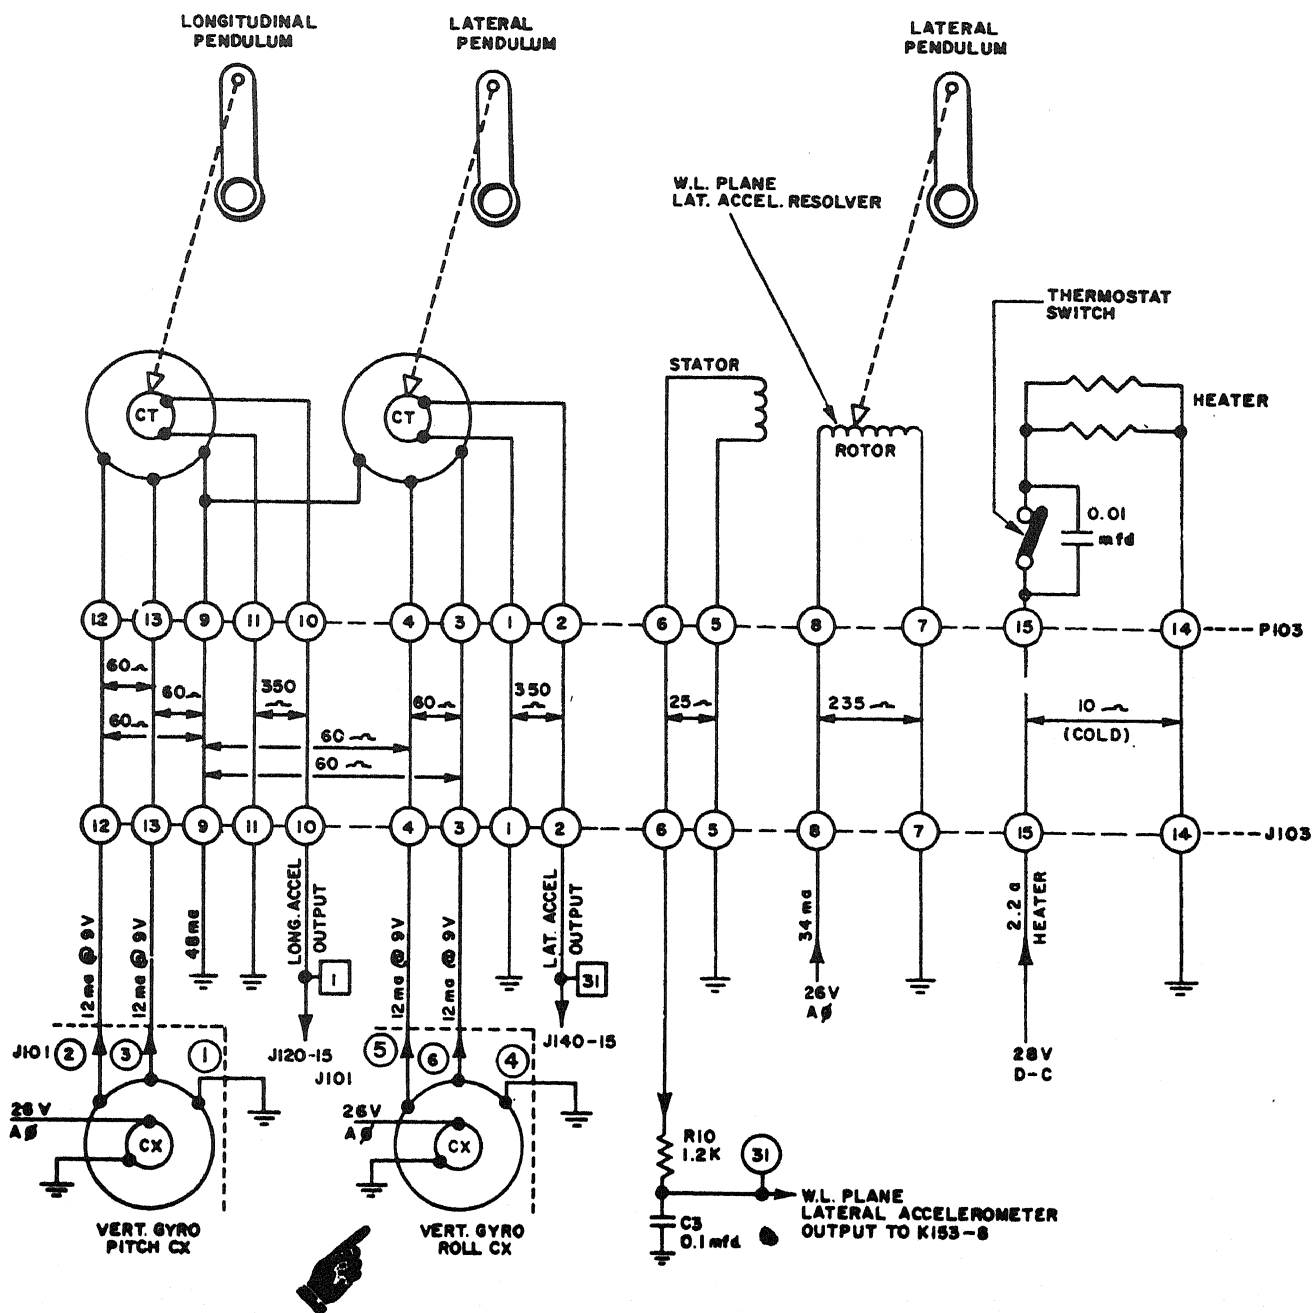 LONGITUDINAL
PENDULUM
LATERAL
PENDULUM
LATERAL
PENDULUM
W.L. PLANE
LAT. ACCEL. RESOLVER
THERMOSTAT
SWITCH
STATOR
HEATER
CT
CT
ROTOR
0.01
mfd
12 13 9 11 10 4 3 1 2 6 5 8 7 15 14 P103
60
60
350
60
60
350
25
235
10
(COLD)
60
60
12 13 9 11 10 4 3 1 2 6 5 8 7 15 14 J103
12ma @ 9V
12ma @ 9V
48ma
LONG. ACCEL
OUTPUT
12ma @ 9V
12ma @ 9V
LAT. ACCEL
OUTPUT
34ma
2.2a
HEATER
1
31
26V
AØ
28V
D-C
J101 2 3 1
J120-15
J101 5 6 4
J140-15
26V
AØ
CX
26V
AØ
CX
R10
1.2K
31
C3
0.1mfd
W.L. PLANE
LATERAL ACCELEROMETER
OUTPUT TO K153-8
VERT. GYRO
PITCH CX
VERT. GYRO
ROLL CX